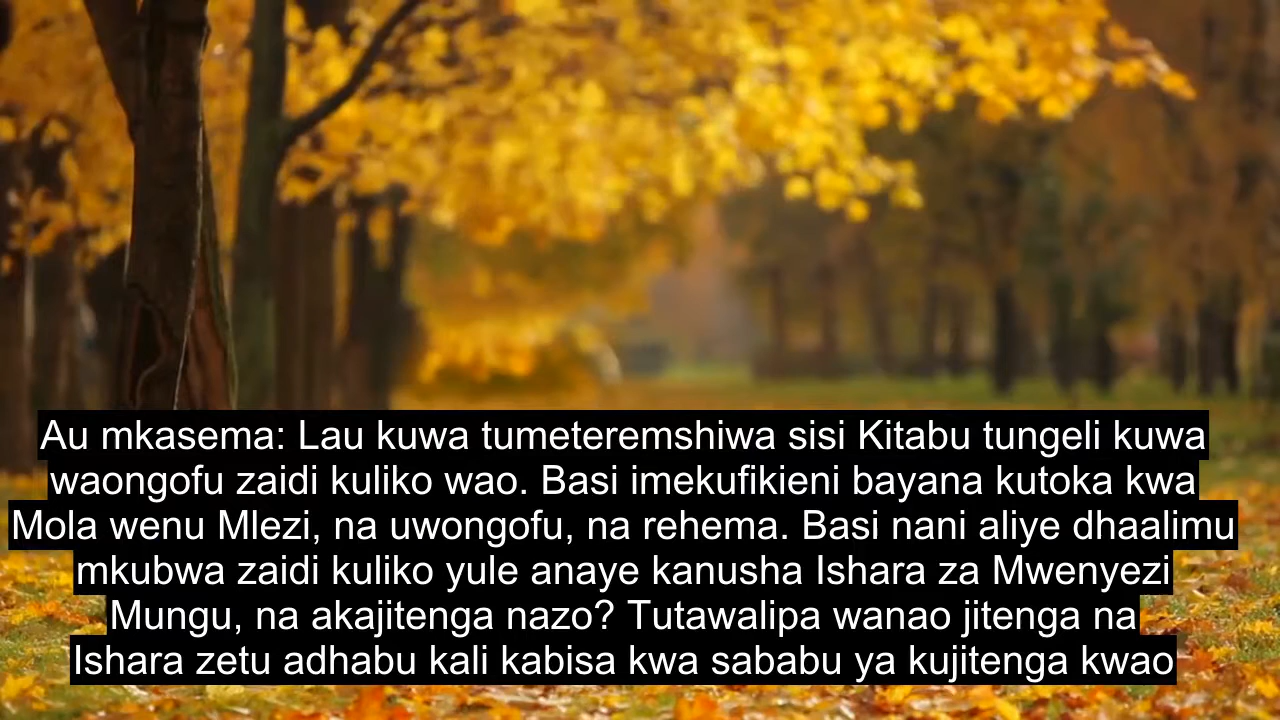 Au mkasema: Lau kuwa tumeteremshiwa sisi Kitabu tungeli kuwa
waongofu zaidi kuliko wao. Basi imekufikieni bayana kutoka kwa
Mola wenu Mlezi, na uwongofu, na rehema. Basi nani aliye dhaalimu
mkubwa zaidi kuliko yule anaye kanusha Ishara za Mwenyezi
Mungu, na akajitenga nazo? Tutawalipa wanao jitenga na
Ishara zetu adhabu kali kabisa kwa sababu ya kujitenga kwao